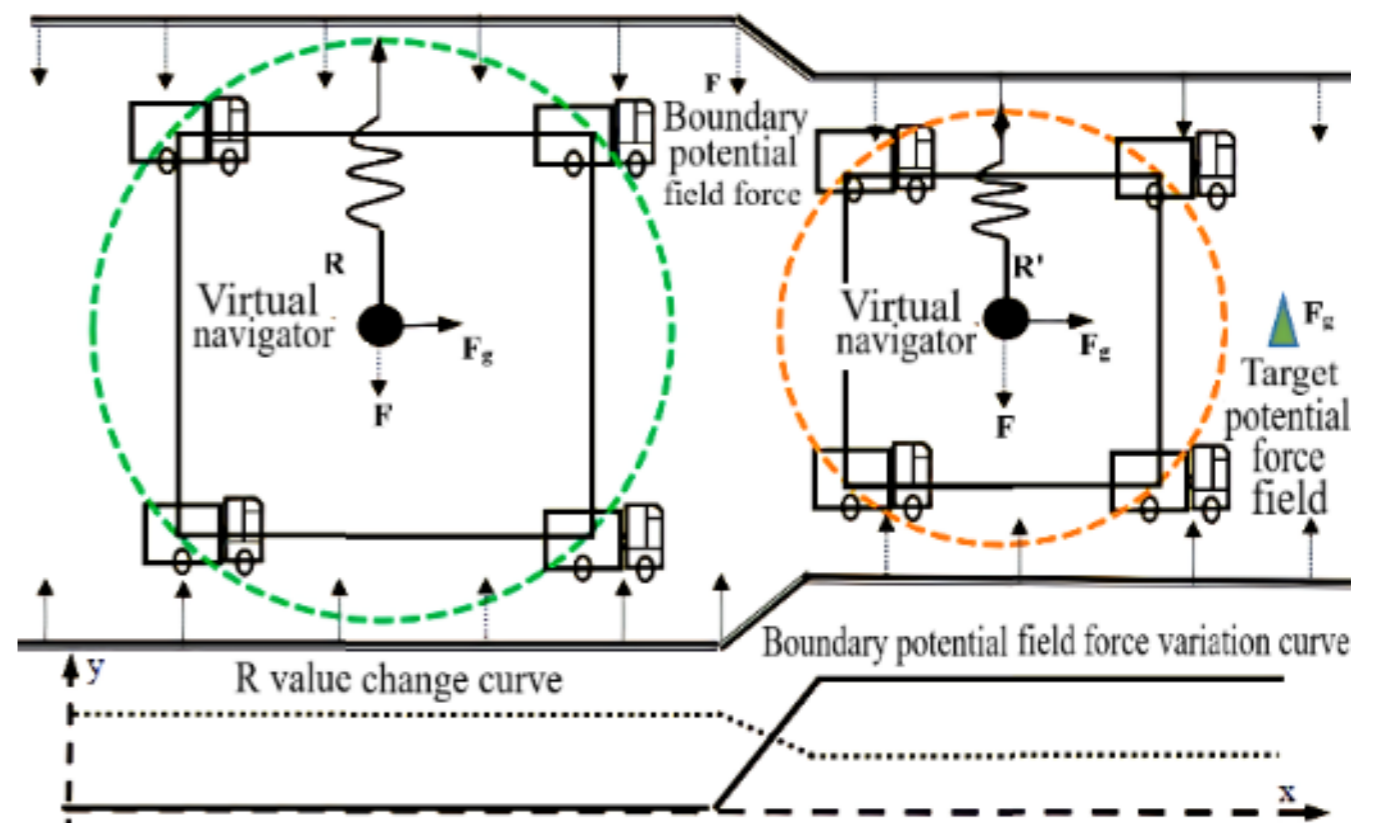 F
Boundary
potential
field force
R
Virtual
navigator
Fg
F
R'
Virtual
navigator
Fg
F
Fg
Target
potential
force
field
Boundary potential field force variation curve
y
R value change curve
x